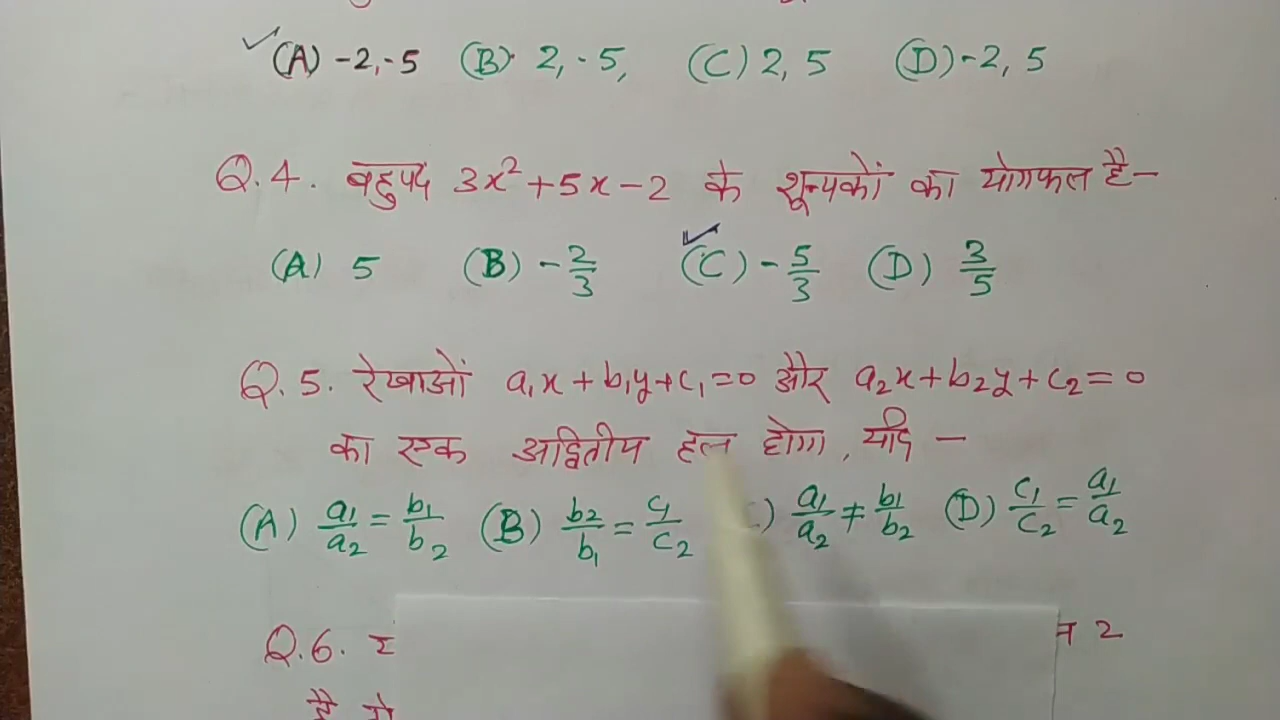 (A) -2, -5 (B) 2, -5, (C) 2, 5 (D) -2, 5
Q.4. बहुपद 3x²+5x-2 के शून्यकों का योगफल है-
(A) 5 (B) -2/3 (C) -5/3 (D) 3/5
Q.5. रेखाओं a₁x+b₁y+c₁=0 और a₂x+b₂y+c₂=0
का एक अद्वितीय हल होगा, यदि -
(A) a₁/a₂ = b₁/b₂ (B) b₂/b₁ = c₁/c₂ ) a₁/a₂ ≠ b₁/b₂ (D) c₁/c₂ = a₁/a₂
Q.6. 2
है